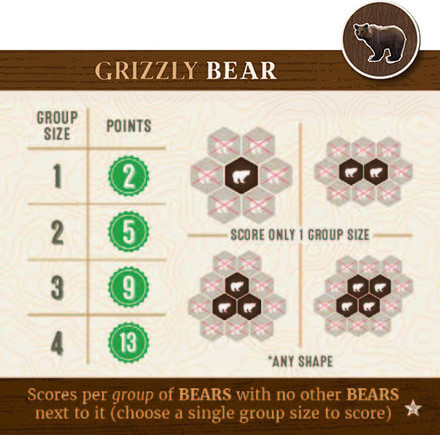 GRIZZLY BEAR
GROUP
SIZE
POINTS
1
2
2
5
3
9
4
13
SCORE ONLY 1 GROUP SIZE
*ANY SHAPE
Scores per group of BEARS with no other BEARS
next to it (choose a single group size to score)